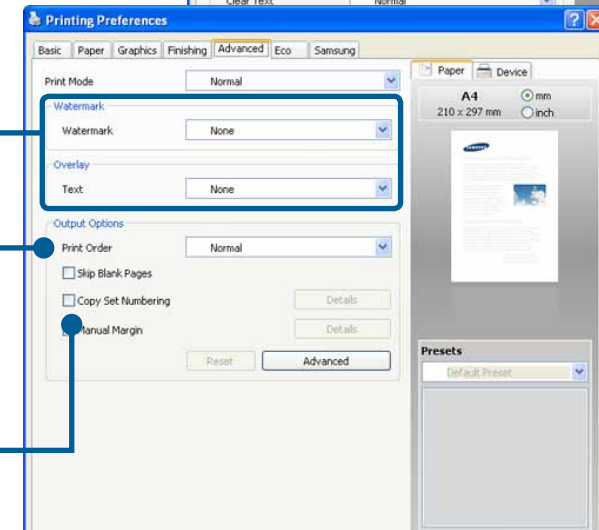 Clear Text Normal
Printing Preferences
Basic Paper Graphics Finishing Advanced Eco Samsung
Print Mode Normal
Watermark
Watermark None
Overlay
Text None
Output Options
Print Order Normal
Skip Blank Pages
Copy Set Numbering Details
Manual Margin Details
Reset Advanced
Paper Device
A4 mm
210 x 297 mm inch
SAMSUNG
Presets
Default Preset